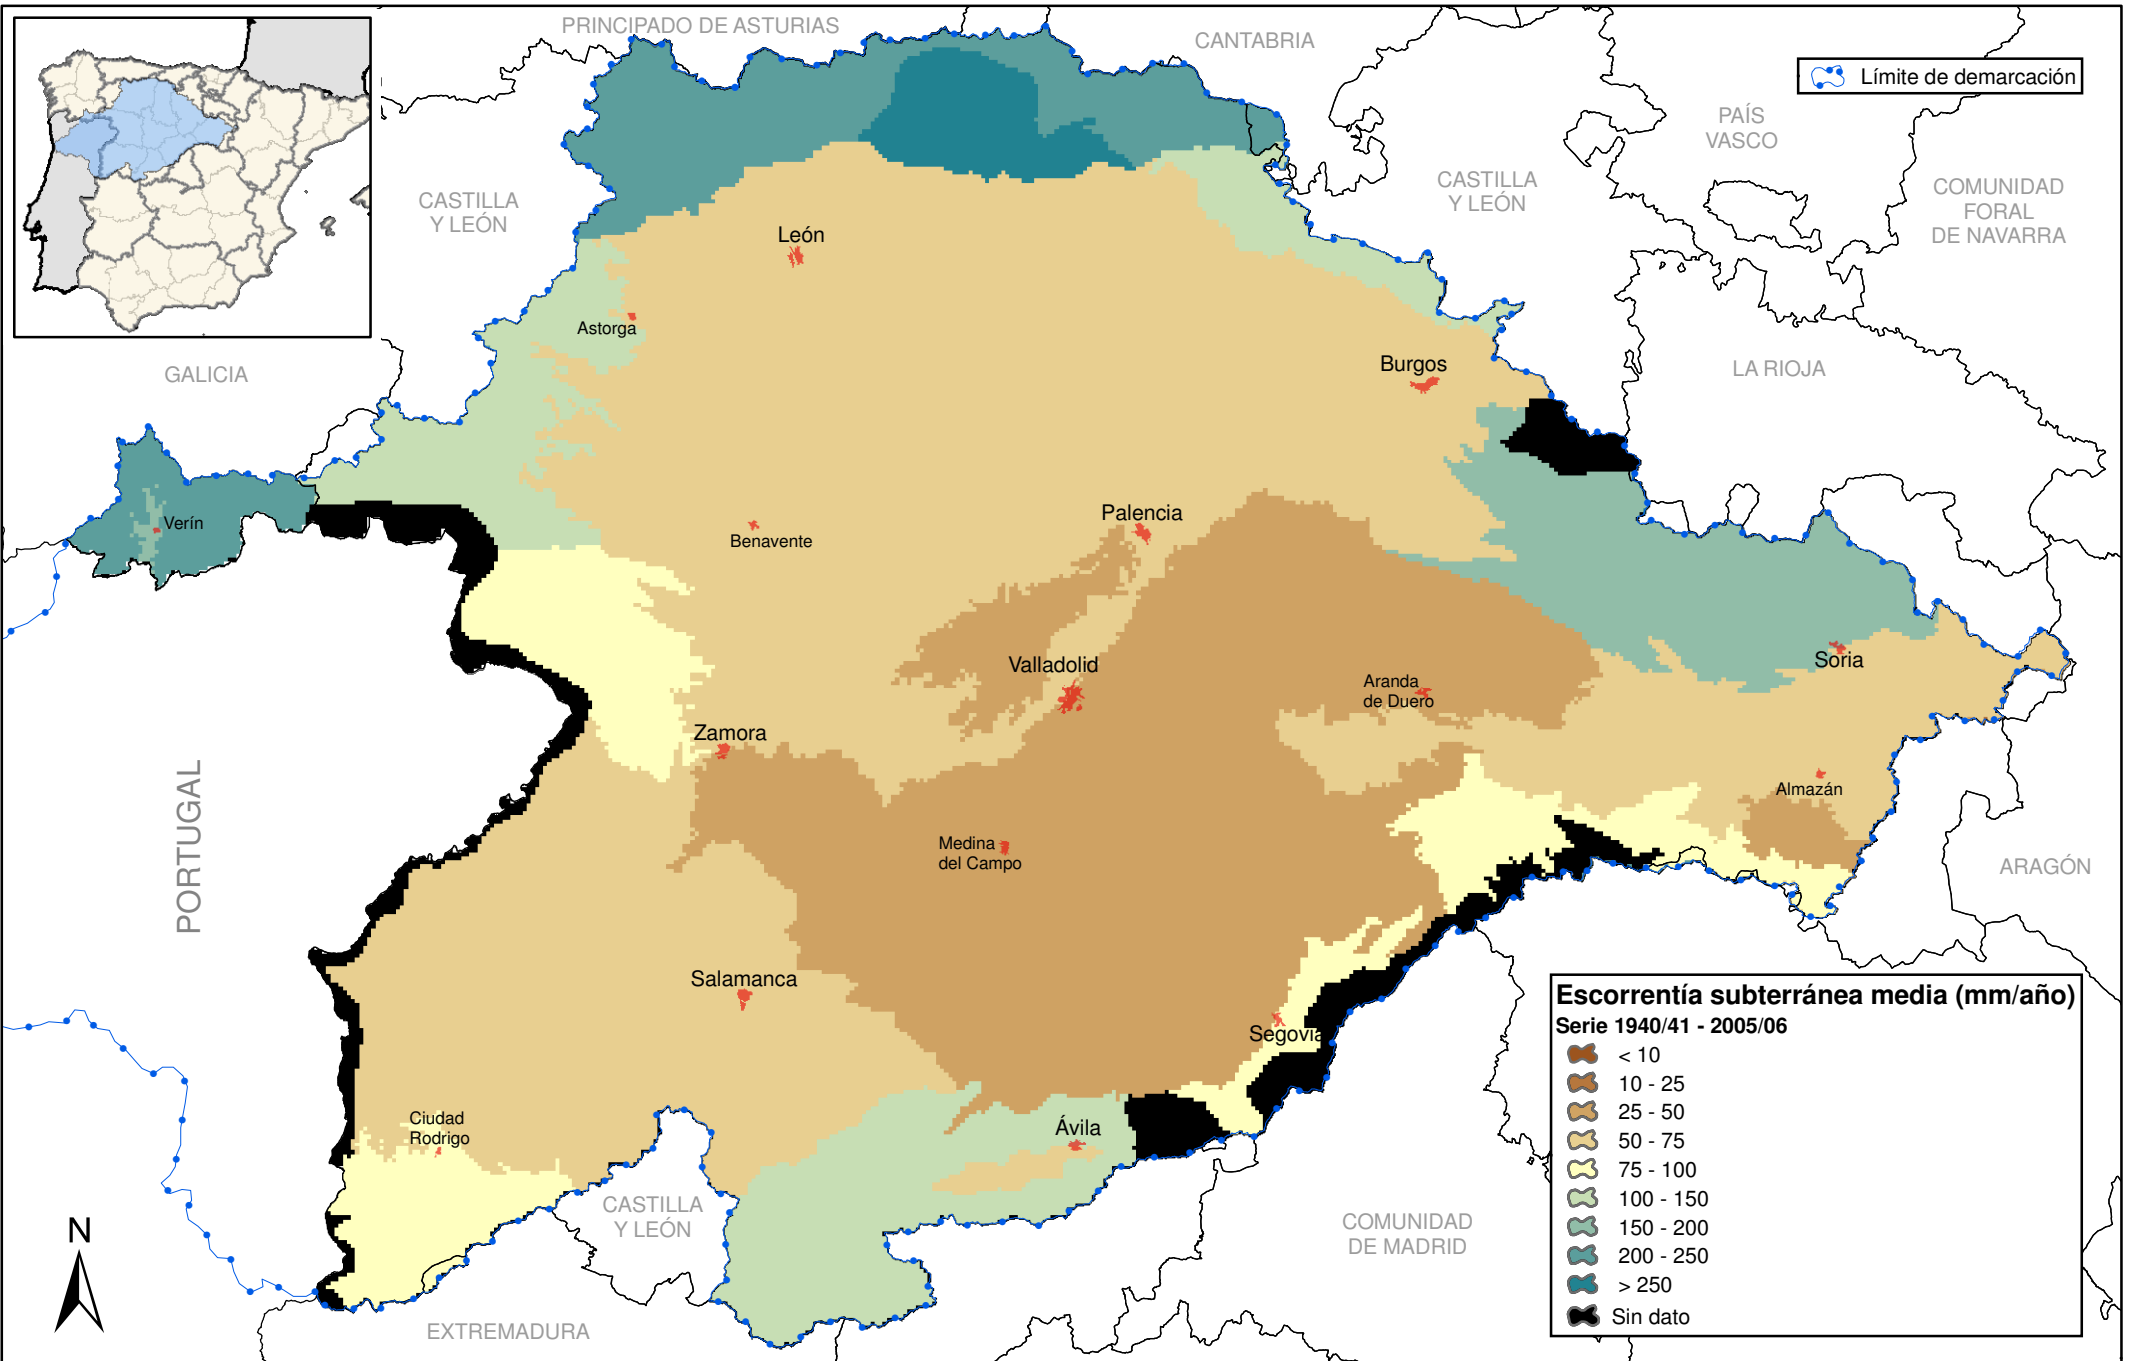 PRINCIPADO DE ASTURIAS
CANTABRIA
Límite de demarcación
PAÍS
VASCO
CASTILLA
Y LEÓN
CASTILLA
Y LEÓN
COMUNIDAD
FORAL
DE NAVARRA
León
Astorga
GALICIA
Burgos
LA RIOJA
Verín
Benavente
Palencia
Valladolid
Soria
Aranda
de Duero
Zamora
Almazán
PORTUGAL
Medina
del Campo
ARAGÓN
Salamanca
Segovia
Ciudad
Rodrigo
Ávila
CASTILLA
Y LEÓN
COMUNIDAD
DE MADRID
EXTREMADURA
N
Escorrentía subterránea media (mm/año)
Serie 1940/41 - 2005/06
< 10
10 - 25
25 - 50
50 - 75
75 - 100
100 - 150
150 - 200
200 - 250
> 250
Sin dato